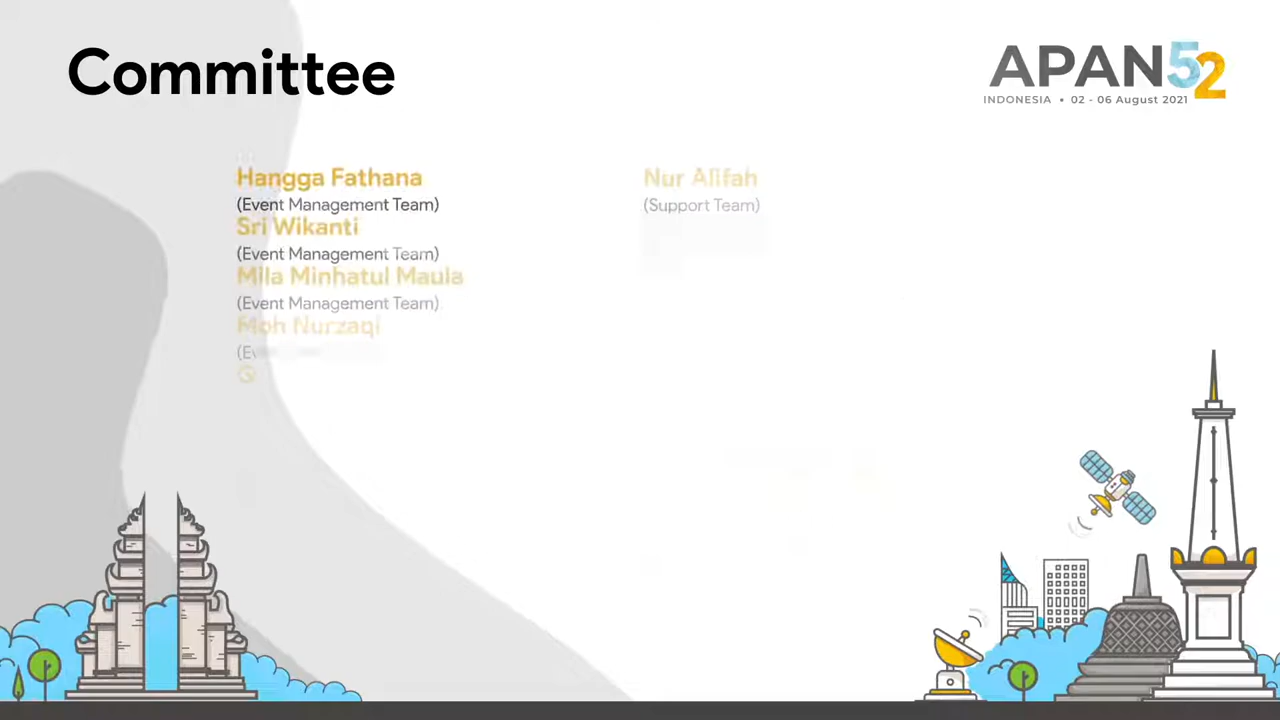 Committee
APAN52
INDONESIA • 02 - 06 August 2021
Hangga Fathana
(Event Management Team)
Sri Wikanti
(Event Management Team)
Mila Minhatul Maula
(Event Management Team)
Moh Nurzaqi
Nur Alifah
(Support Team)